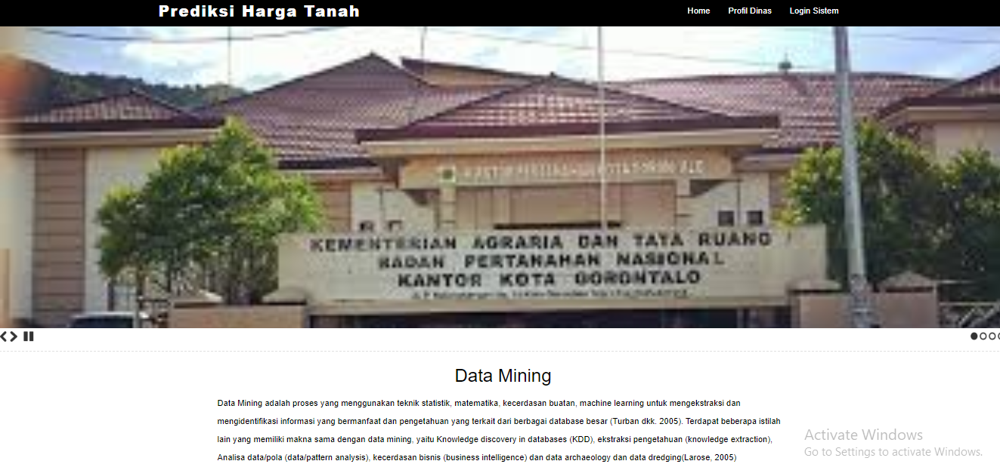 Prediksi Harga Tanah
Home Profil Dinas Login Sistem
KEMENTERIAN AGRARIA DAN TATA RUANG
BADAN PERTANAHAN NASIONAL
KANTOR KOTA GORONTALO
Data Mining
Data Mining adalah proses yang menggunakan teknik statistik, matematika, kecerdasan buatan, machine learning untuk mengekstraksi dan
mengidentifikasi informasi yang bermanfaat dan pengetahuan yang terkait dari berbagai database besar (Turban dkk. 2005). Terdapat beberapa istilah
lain yang memiliki makna sama dengan data mining, yaitu Knowledge discovery in databases (KDD), ekstraksi pengetahuan (knowledge extraction),
Analisa data/pola (data/pattern analysis), kecerdasan bisnis (business intelligence) dan data archaeology dan data dredging(Larose, 2005)
Activate Windows
Go to Settings to activate Windows.